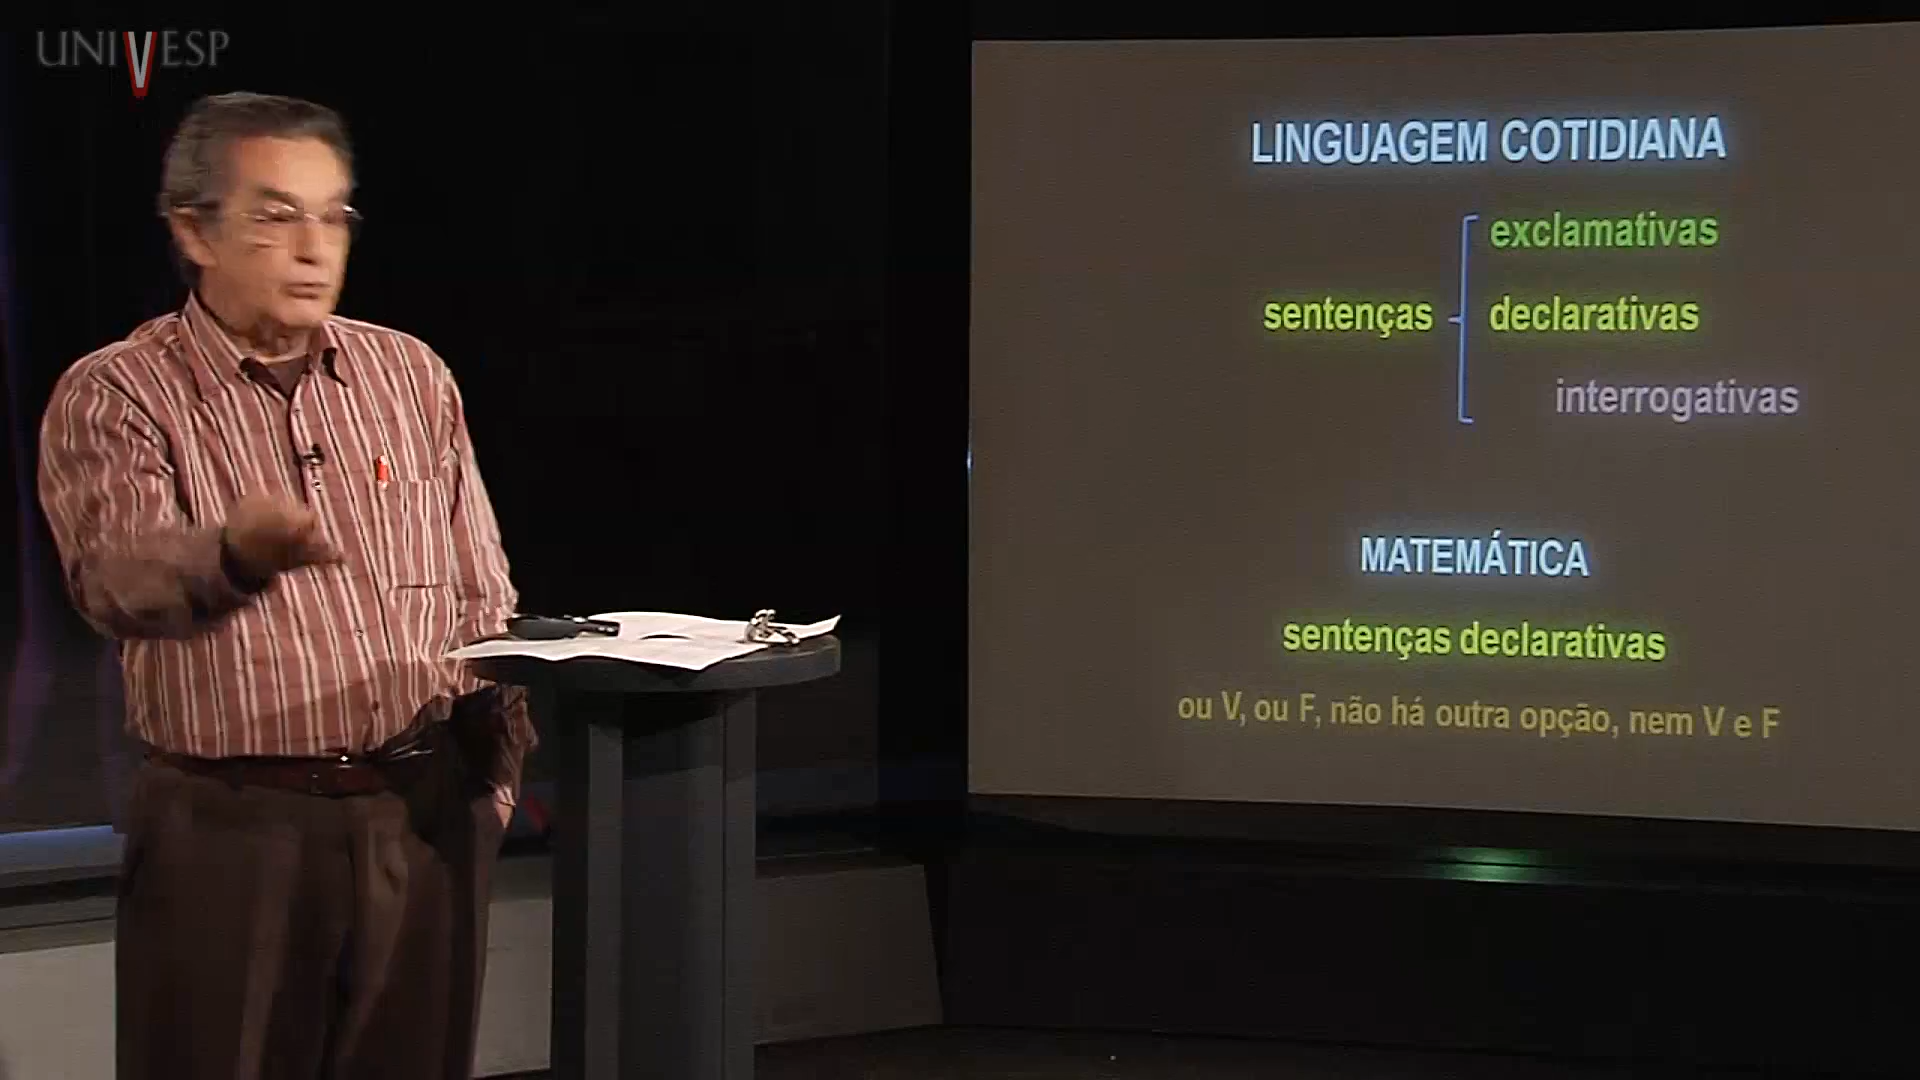 UNIVESP
LINGUAGEM COTIDIANA
exclamativas
sentenças declarativas
interrogativas
MATEMÁTICA
sentenças declarativas
ou V, ou F, não há outra opção, nem V e F